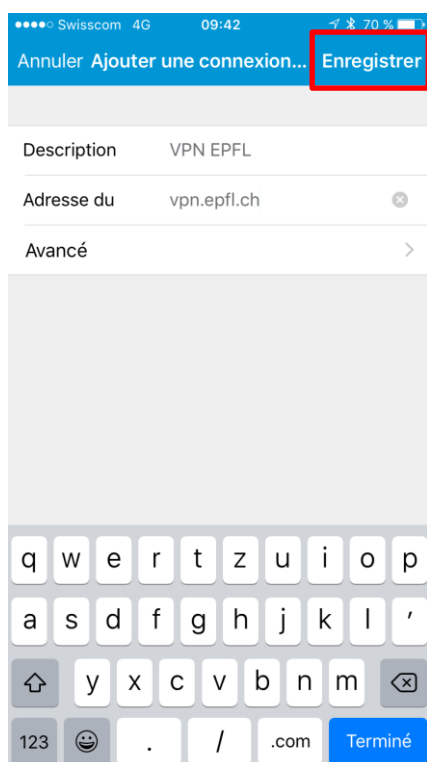 Swisscom 4G 09:42 70 %
Annuler Ajouter une connexion... Enregistrer
Description VPN EPFL
Adresse du vpn.epfl.ch
Avancé
q w e r t z u i o p
a s d f g h j k l ′
y x c v b n m
123 . / .com Terminé